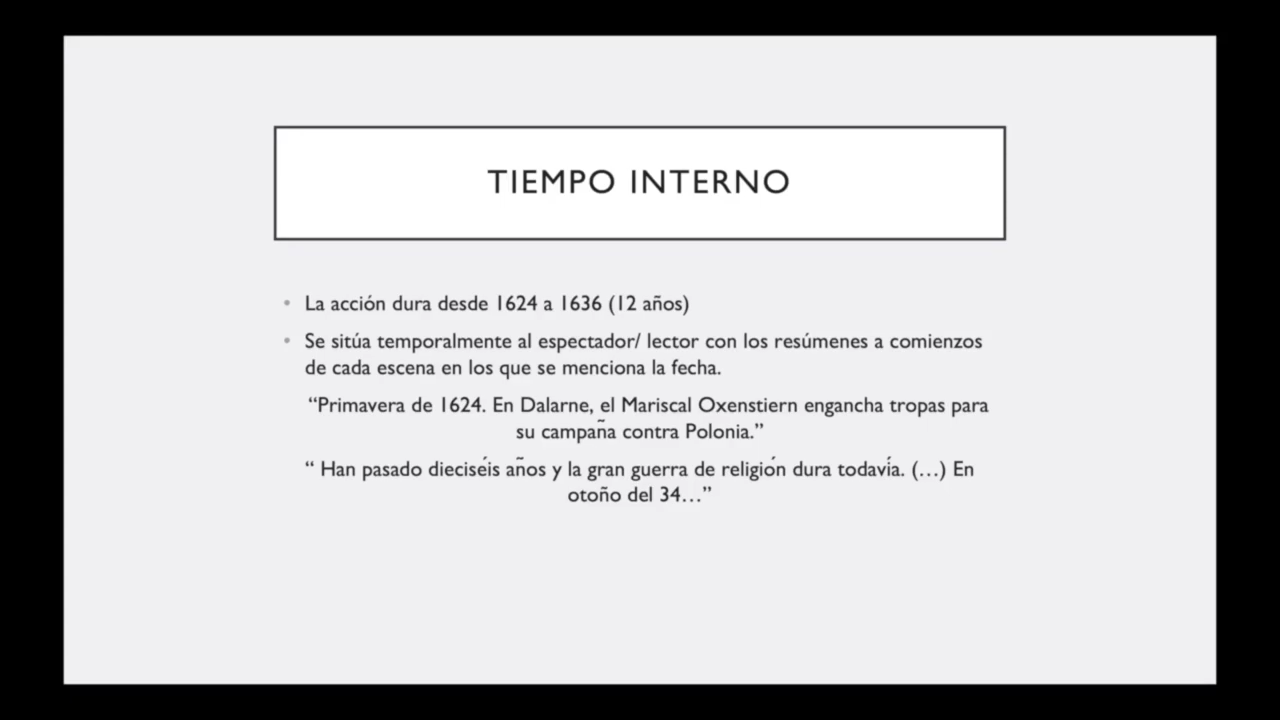 TIEMPO INTERNO
• La acción dura desde 1624 a 1636 (12 años)
• Se sitúa temporalmente al espectador/ lector con los resúmenes a comienzos
de cada escena en los que se menciona la fecha.
“Primavera de 1624. En Dalarne, el Mariscal Oxenstiern engancha tropas para
su campaña contra Polonia.”
“ Han pasado dieciséis años y la gran guerra de religión dura todavía. (…) En
otoño del 34…”